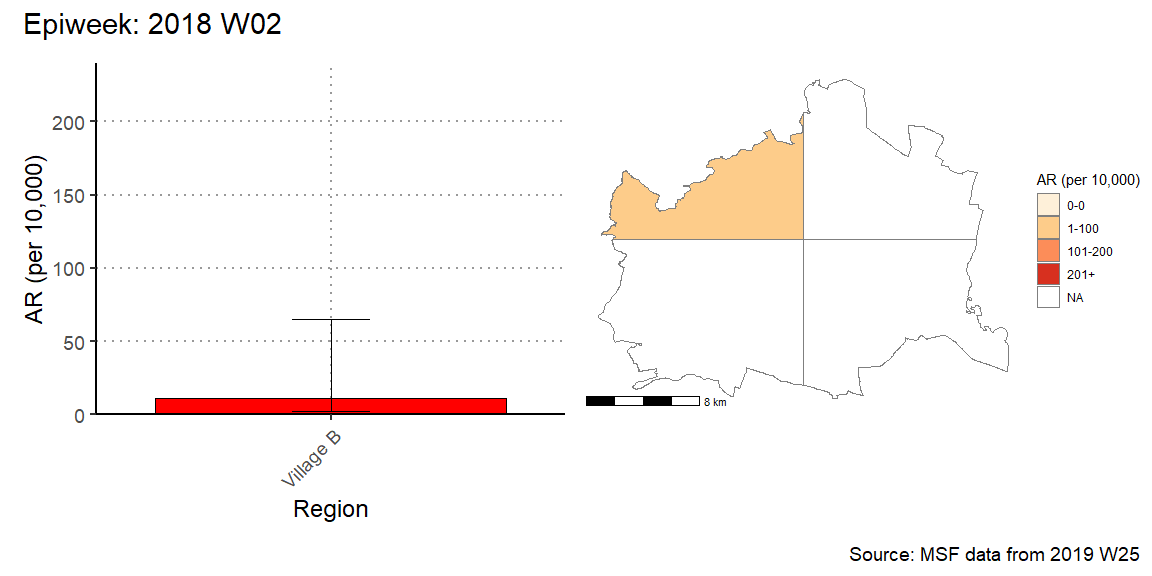 Epiweek: 2018 W02
AR (per 10,000)
200
150
100
50
0
Village B
Region
8 km
AR (per 10,000)
0-0
1-100
101-200
201+
NA
Source: MSF data from 2019 W25